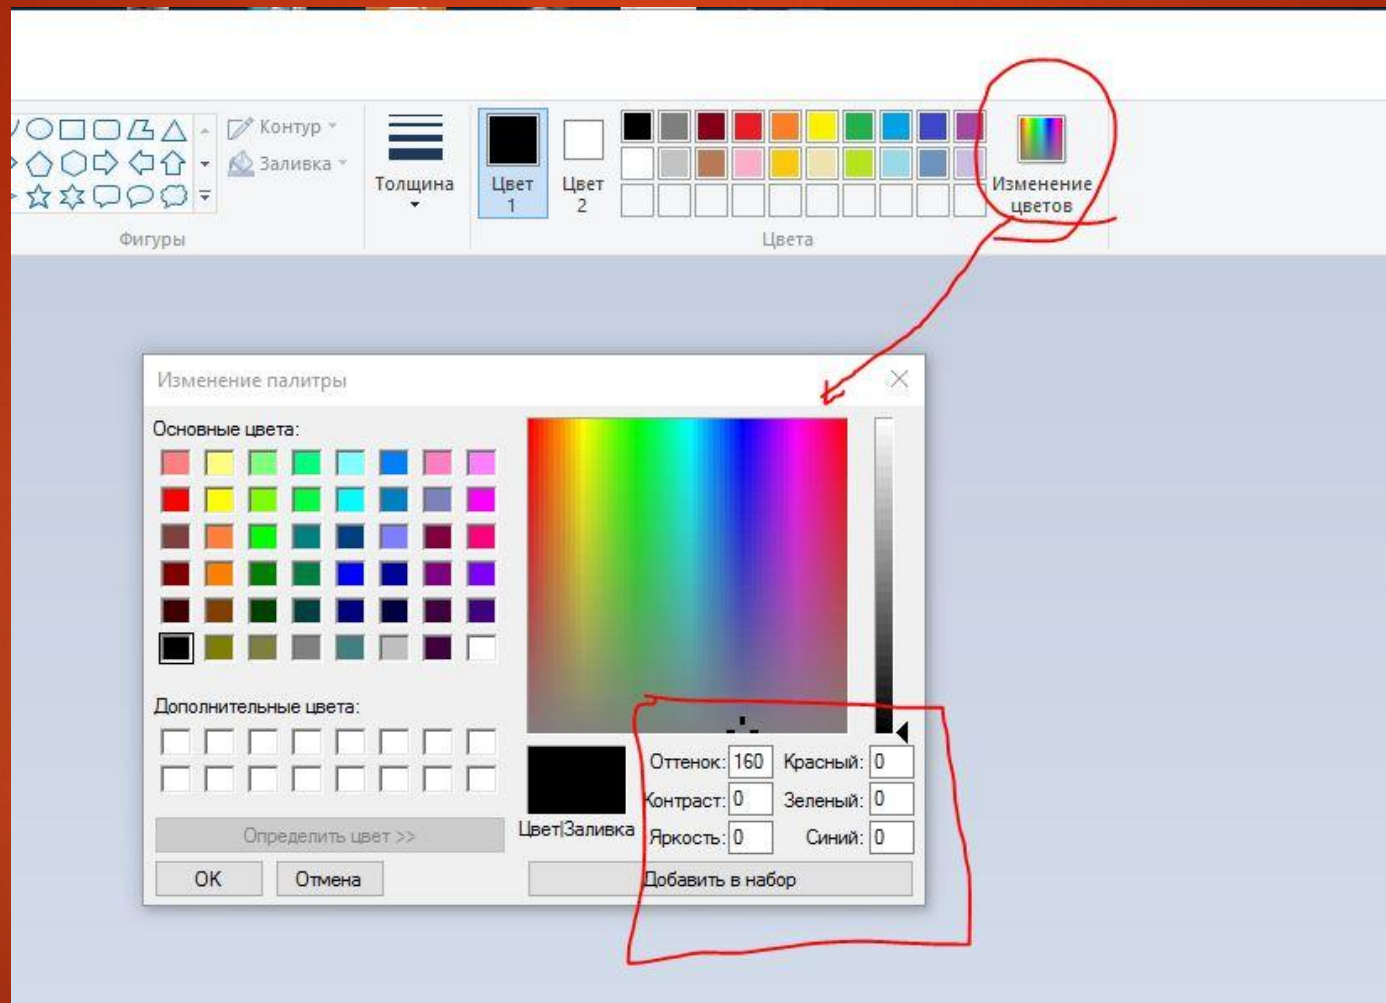 Контур
Заливка
Толщина
Цвет
1
Цвет
2
Изменение
цветов
Фигуры
Цвета
Изменение палитры
Основные цвета:
Дополнительные цвета:
Определить цвет >>
OK
Отмена
Цвет|Заливка
Оттенок: 160
Красный: 0
Контраст: 0
Зеленый: 0
Яркость: 0
Синий: 0
Добавить в набор